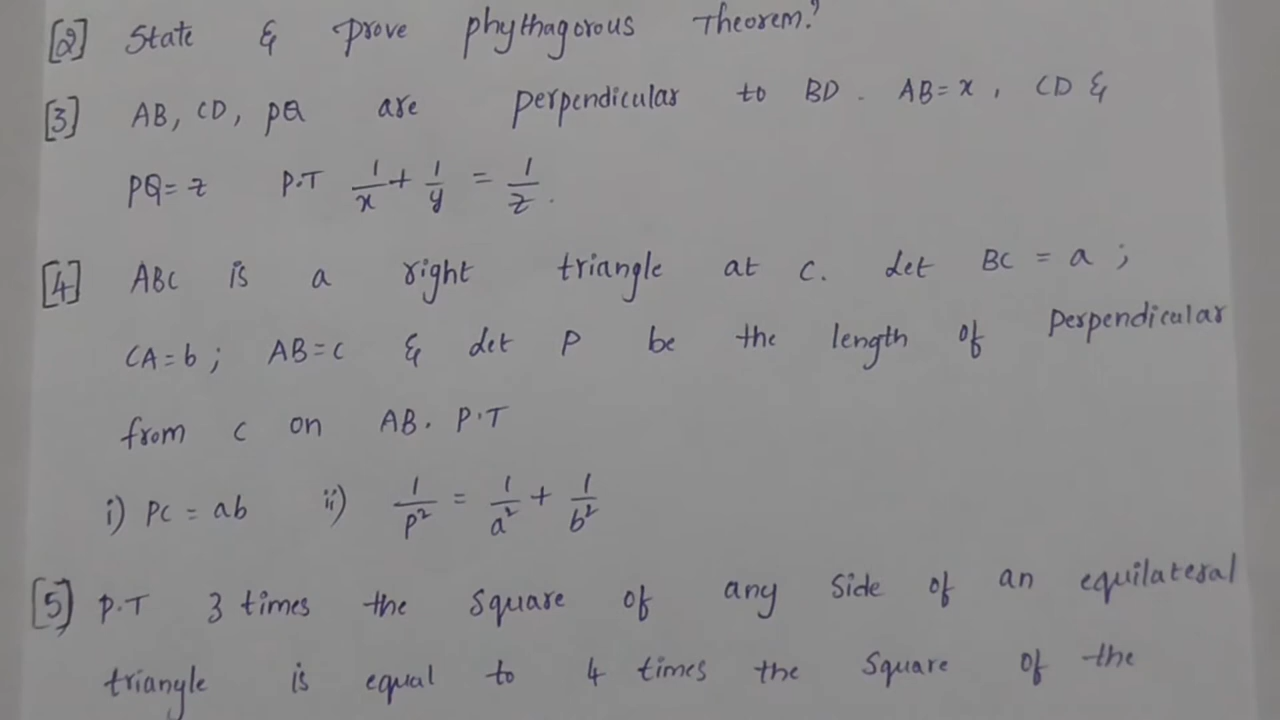 [2] State & prove phythagorous Theorem?
[3] AB, CD, PQ are perpendicular to BD. AB = x, CD &
PQ = z P.T 1/x + 1/y = 1/z.
[4] ABC is a right triangle at c. Let BC = a ;
CA = b ; AB = c & let P be the length of perpendicular
from c on AB. P.T
i) PC = ab ii) 1/P² = 1/a² + 1/b²
[5] P.T 3 times the square of any side of an equilateral
triangle is equal to 4 times the square of the